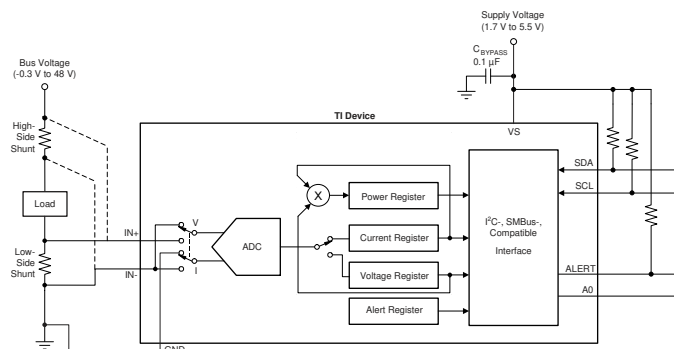 Supply Voltage
(1.7 V to 5.5 V)
CBYPASS
0.1 µF
Bus Voltage
(-0.3 V to 48 V)
TI Device
VS
High-
Side
Shunt
Load
Low-
Side
Shunt
IN+
IN-
V
I
ADC
X
Power Register
Current Register
Voltage Register
Alert Register
I²C-, SMBus-,
Compatible
Interface
SDA
SCL
ALERT
A0
GND